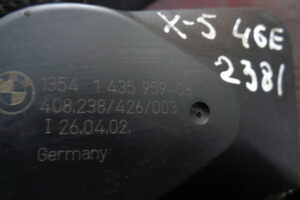 X-5 46E
2381
1354 1 435 959-08
408.238/426/003
I 26.04.02.
Germany